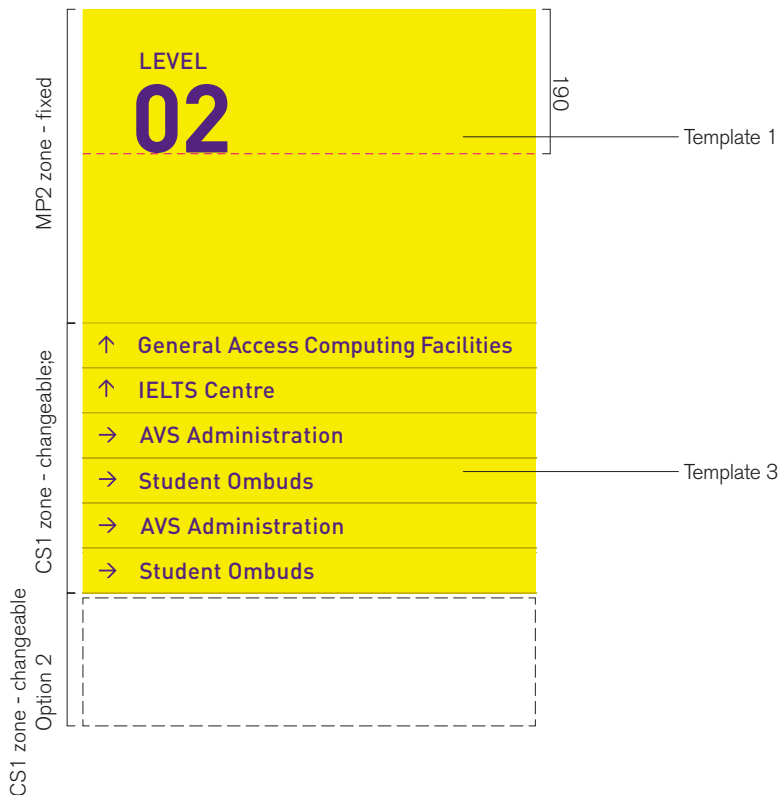 LEVEL
02
190
Template 1
MP2 zone - fixed
↑ General Access Computing Facilities
↑ IELTS Centre
→ AVS Administration
→ Student Ombuds
→ AVS Administration
→ Student Ombuds
Template 3
CS1 zone - changeable;e
CS1 zone - changeable
Option 2